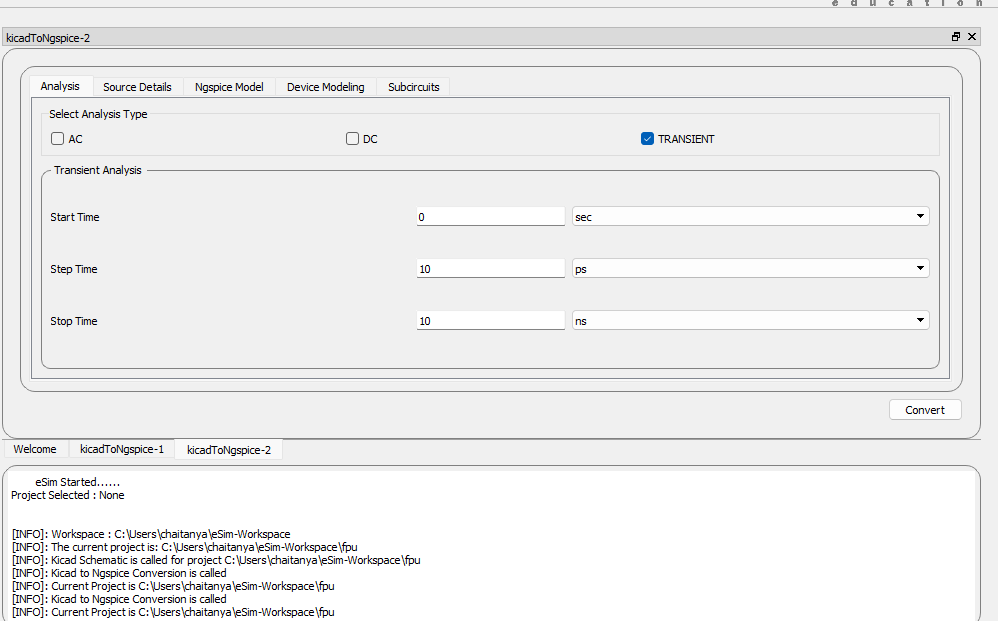 education
kicadToNgspice-2
Analysis Source Details Ngspice Model Device Modeling Subcircuits
Select Analysis Type
AC DC TRANSIENT
Transient Analysis
Start Time 0 sec
Step Time 10 ps
Stop Time 10 ns
Convert
Welcome kicadToNgspice-1 kicadToNgspice-2
eSim Started......
Project Selected : None
[INFO]: Workspace : C:\Users\chaitanya\eSim-Workspace
[INFO]: The current project is: C:\Users\chaitanya\eSim-Workspace\fpu
[INFO]: Kicad Schematic is called for project C:\Users\chaitanya\eSim-Workspace\fpu
[INFO]: Kicad to Ngspice Conversion is called
[INFO]: Current Project is C:\Users\chaitanya\eSim-Workspace\fpu
[INFO]: Kicad to Ngspice Conversion is called
[INFO]: Current Project is C:\Users\chaitanya\eSim-Workspace\fpu